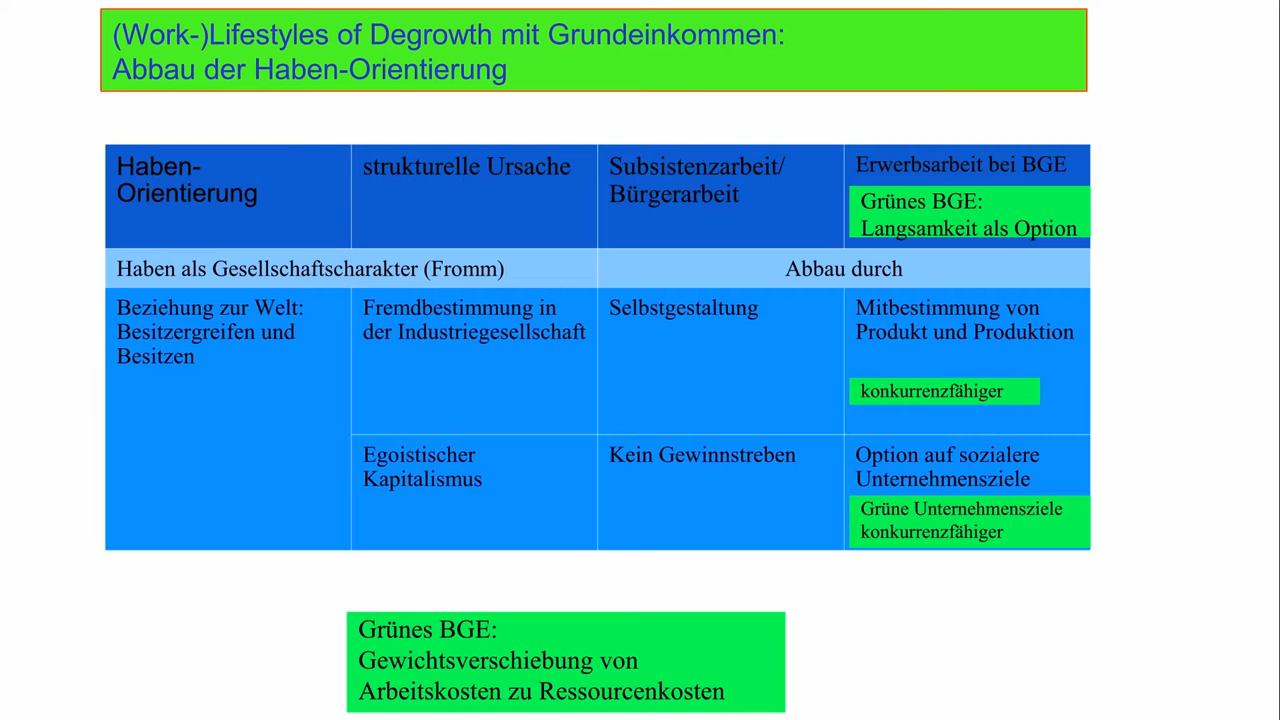 (Work-)Lifestyles of Degrowth mit Grundeinkommen:
Abbau der Haben-Orientierung
Haben-
Orientierung
strukturelle Ursache
Subsistenzarbeit/
Bürgerarbeit
Erwerbsarbeit bei BGE
Grünes BGE:
Langsamkeit als Option
Haben als Gesellschaftscharakter (Fromm)
Abbau durch
Beziehung zur Welt:
Besitzergreifen und
Besitzen
Fremdbestimmung in
der Industriegesellschaft
Selbstgestaltung
Mitbestimmung von
Produkt und Produktion
konkurrenzfähiger
Egoistischer
Kapitalismus
Kein Gewinnstreben
Option auf sozialere
Unternehmensziele
Grüne Unternehmensziele
konkurrenzfähiger
Grünes BGE:
Gewichtsverschiebung von
Arbeitskosten zu Ressourcenkosten